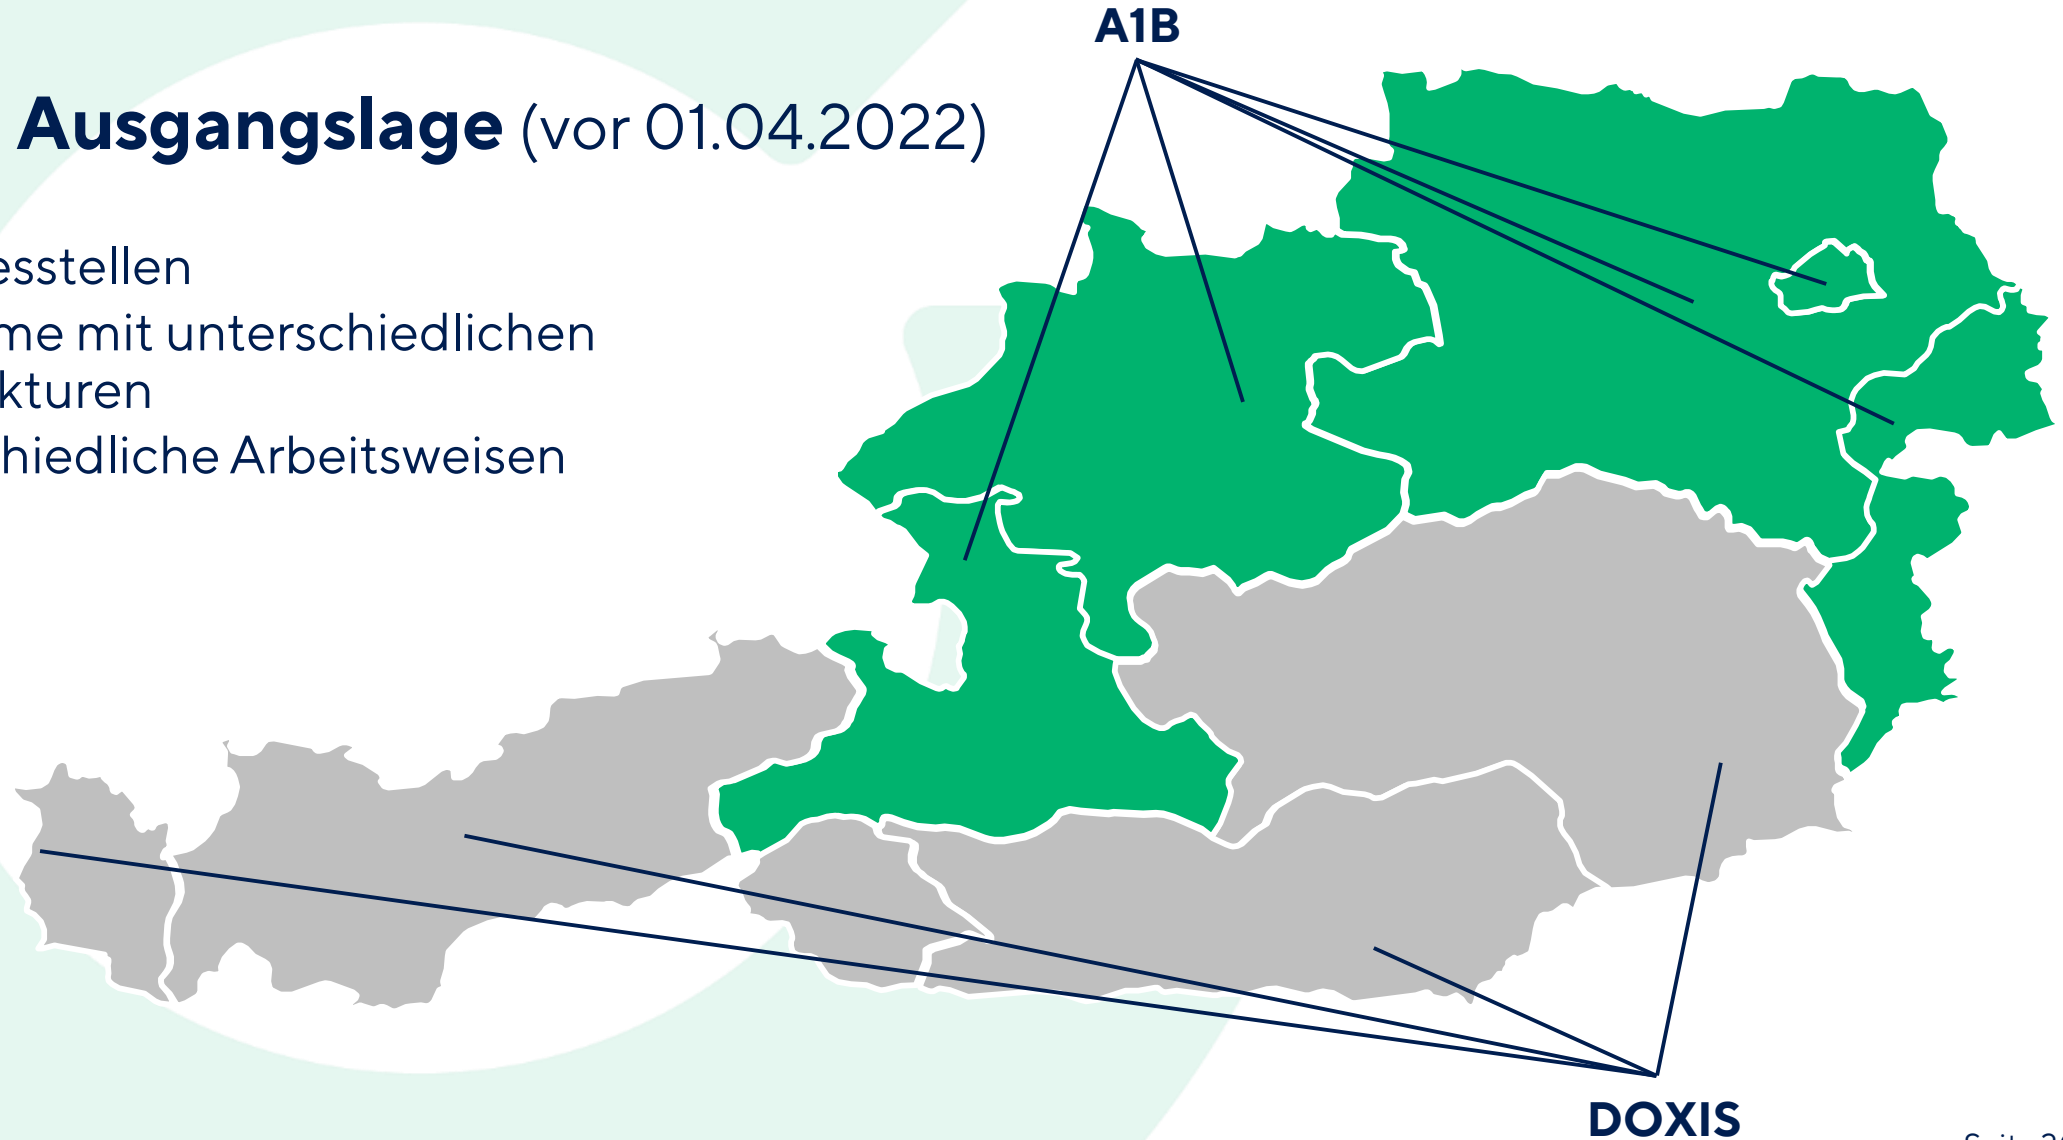 A1B
Ausgangslage (vor 01.04.2022)
esstellen
me mit unterschiedlichen
kturen
hiedliche Arbeitsweisen
DOXIS